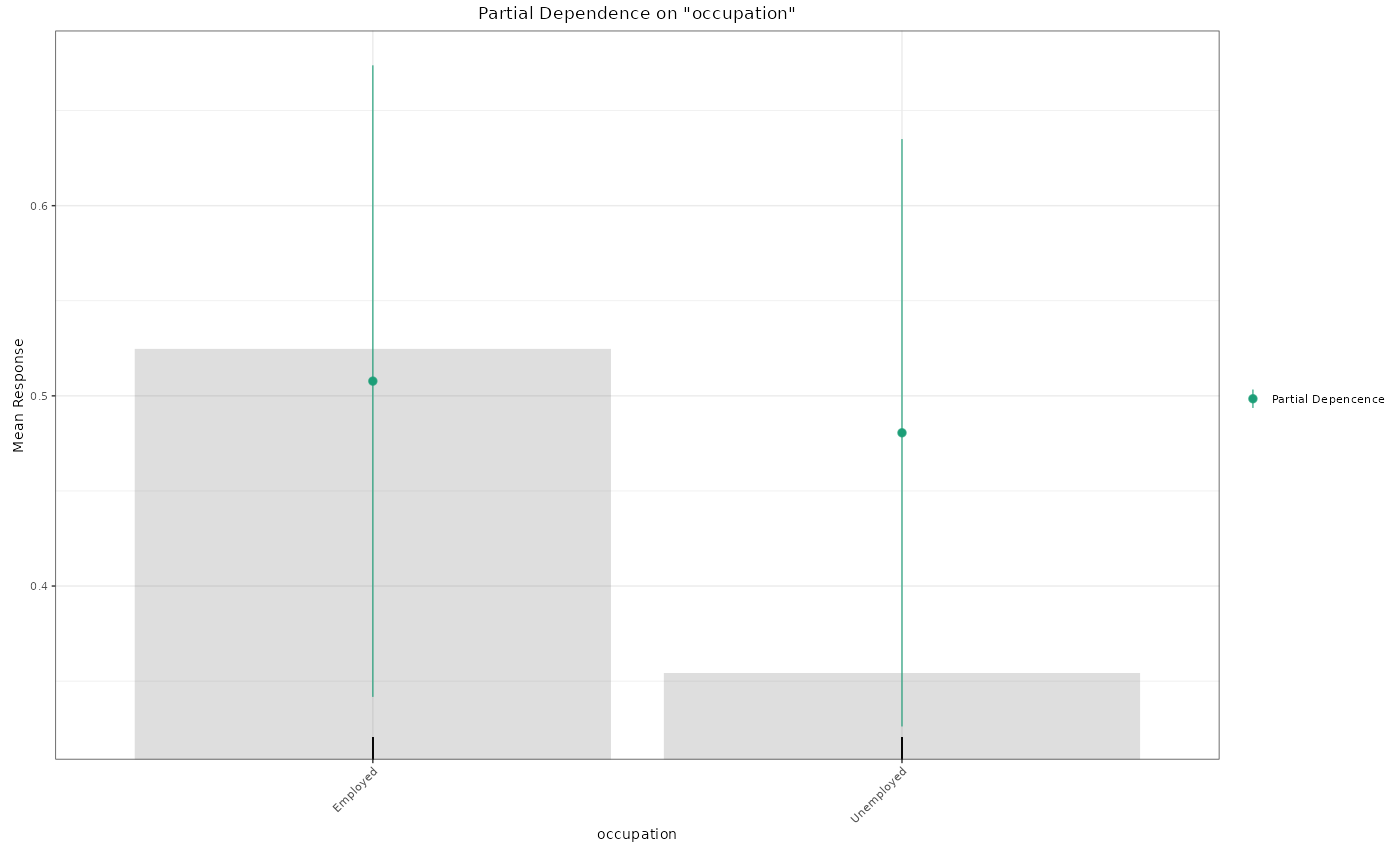 Partial Dependence on "occupation"
Mean Response
0.6
0.5
0.4
Employed
Unemployed
occupation
Partial Depencence